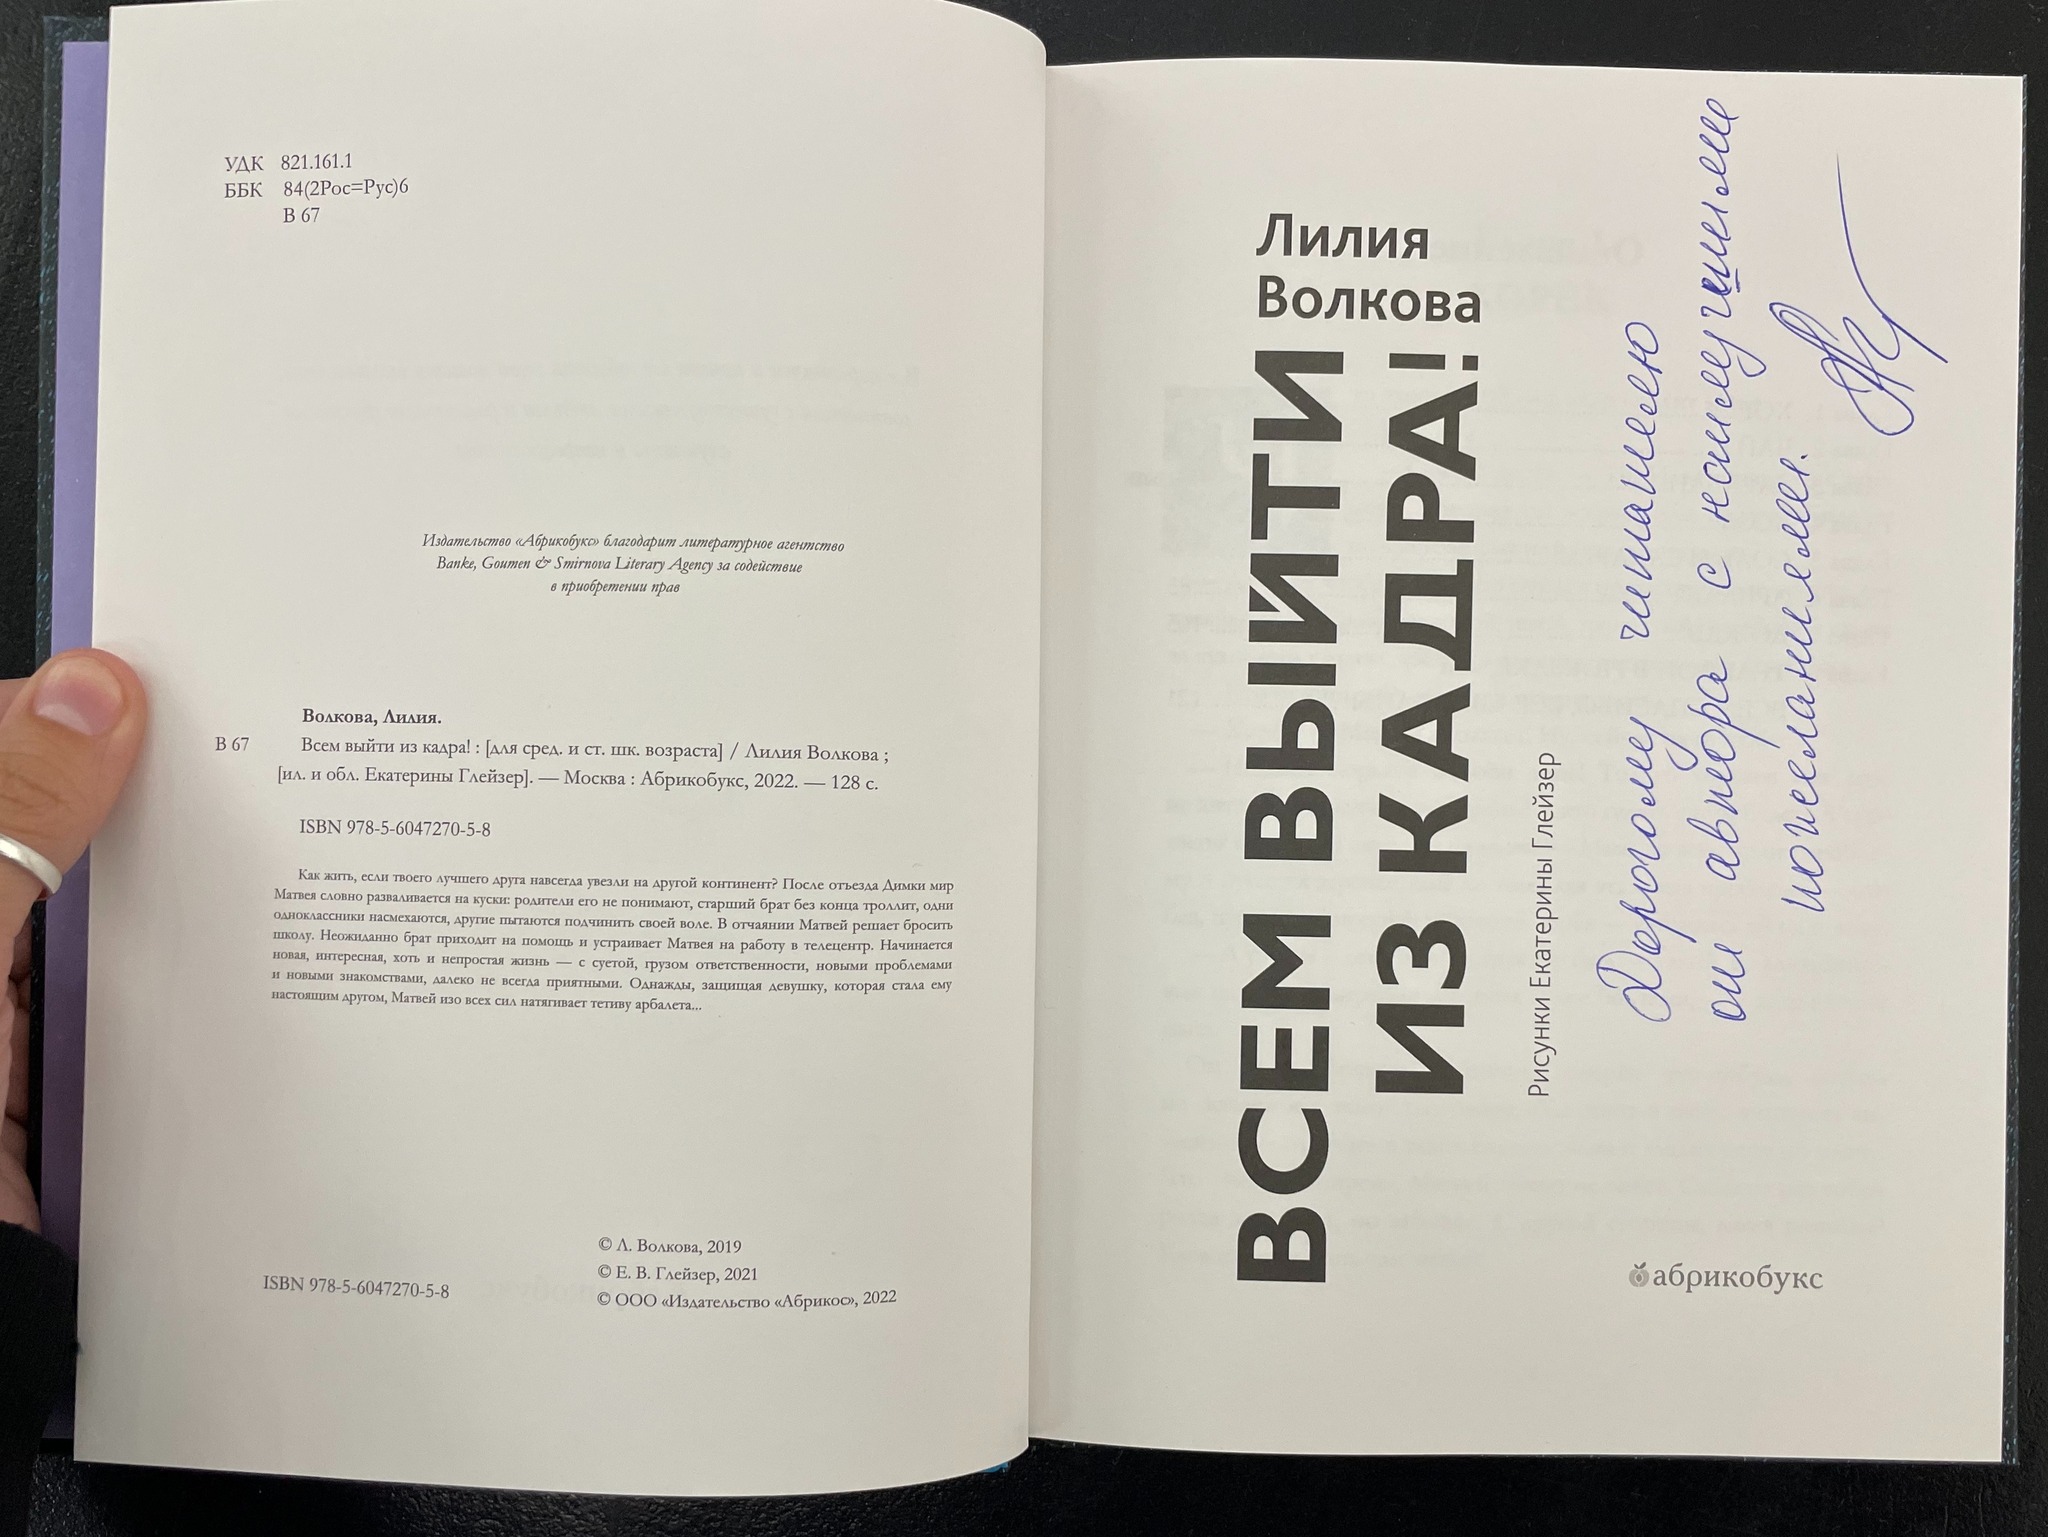 УДК 821.161.1
ББК 84(2Рос=Рус)6
В 67
Издательство «Абрикобукс» благодарит литературное агентство
Banke, Goumen & Smirnova Literary Agency за содействие
в приобретении прав
Волкова, Лилия.
В 67 Всем выйти из кадра! : [для сред. и ст. шк. возраста] / Лилия Волкова ;
[ил. и обл. Екатерины Глейзер]. — Москва : Абрикобукс, 2022. — 128 с.
ISBN 978-5-6047270-5-8
Как жить, если твоего лучшего друга навсегда увезли на другой континент? После отъезда Димки мир
Матвея словно разваливается на куски: родители его не понимают, старший брат без конца троллит, одни
одноклассники насмехаются, другие пытаются подчинить своей воле. В отчаянии Матвей решает бросить
школу. Неожиданно брат приходит на помощь и устраивает Матвея на работу в телецентр. Начинается
новая, интересная, хоть и непростая жизнь — с суетой, грузом ответственности, новыми проблемами
и новыми знакомствами, далеко не всегда приятными. Однажды, защищая девушку, которая стала ему
настоящим другом, Матвей изо всех сил натягивает тетиву арбалета...
© Л. Волкова, 2019
© Е. В. Глейзер, 2021
© ООО «Издательство «Абрикос», 2022
ISBN 978-5-6047270-5-8
Лилия
Волкова
ВСЕМ ВЫЙТИ
ИЗ КАДРА!
Рисунки Екатерины Глейзер
Дорогому читателю
от автора с наилучшими
пожеланиями.
абрикобукс